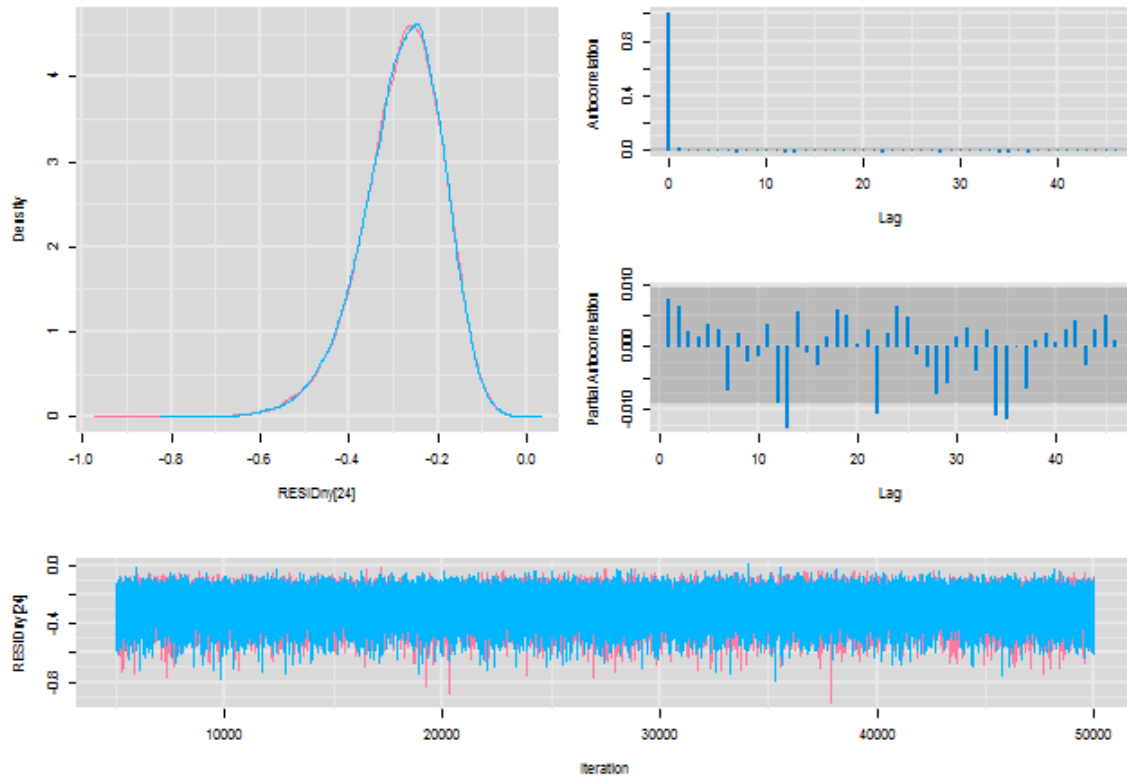 Density
4
3
2
1
0
-1.0 -0.8 -0.6 -0.4 -0.2 0.0
RESIDny[24]
Autocorrelation
0.8
0.4
0.0
0 10 20 30 40
Lag
Partial Autocorrelation
0.010
0.000
-0.010
0 10 20 30 40
Lag
RESIDny[24]
0.0
-0.4
-0.8
10000 20000 30000 40000 50000
Iteration